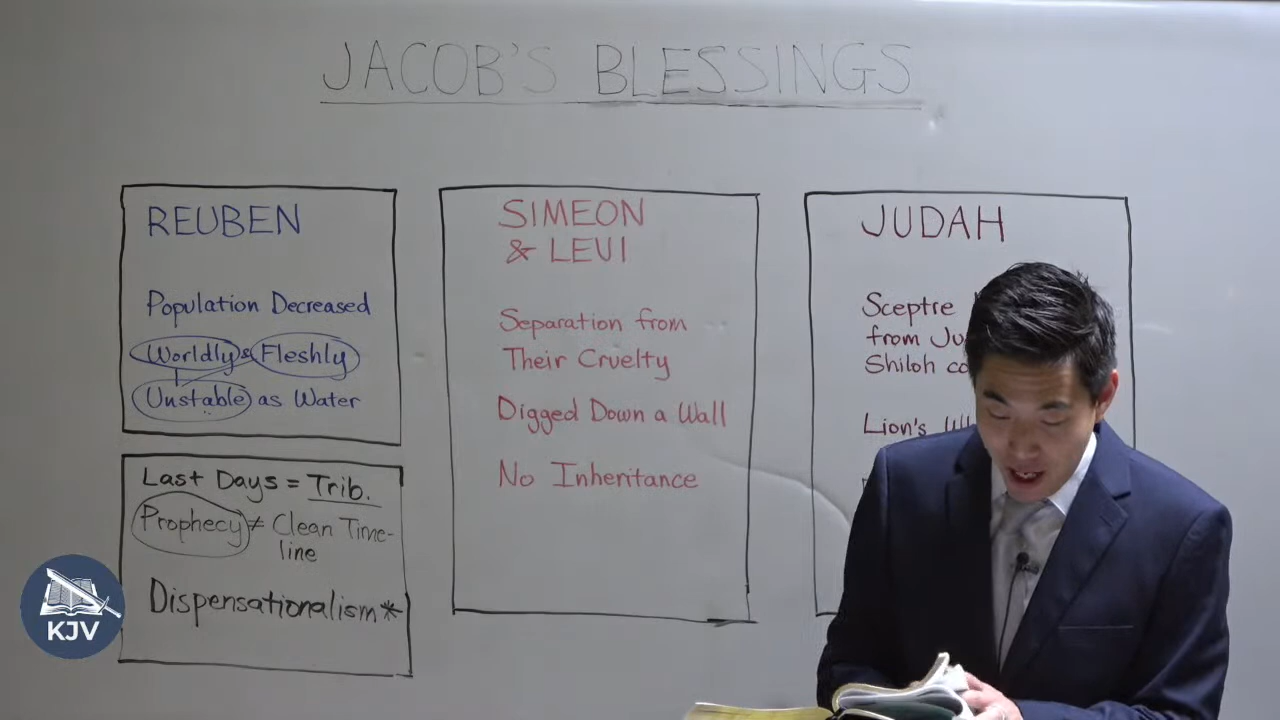 JACOB'S BLESSINGS
REUBEN
Population Decreased
Worldly & Fleshly
Unstable as Water
Last Days = Trib.
Prophecy ≠ Clean Time-
line
Dispensationalism*
SIMEON
& LEVI
Separation from
Their Cruelty
Digged Down a Wall
No Inheritance
JUDAH
Sceptre
from Ju
Shiloh co
Lion's
KJV